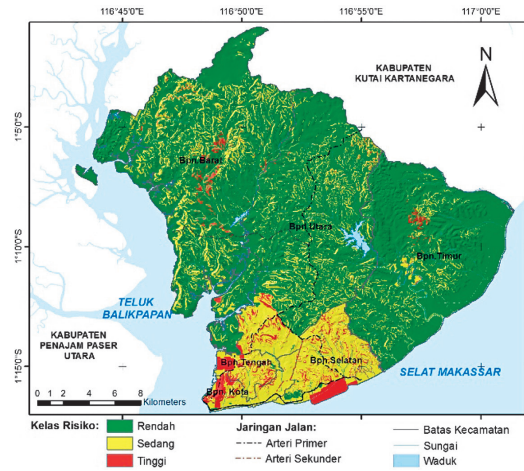 116°45'0"E 116°50'0"E 116°55'0"E 117°0'0"E
KABUPATEN
KUTAI KARTANEGARA
N
1°5'0"S
1°10'0"S
1°15'0"S
Bpn.Barat
Bpn.Utara
Bpn.Timur
TELUK
BALIKPAPAN
KABUPATEN
PENAJAM PASER
UTARA
Bpn.Tengah
Bpn.Selatan
Bpn. Kota
SELAT MAKASSAR
0 1 2 4 6 8
Kilometers
Kelas Risiko: Rendah
Sedang
Tinggi
Jaringan Jalan:
Arteri Primer
Arteri Sekunder
Batas Kecamatan
Sungai
Waduk